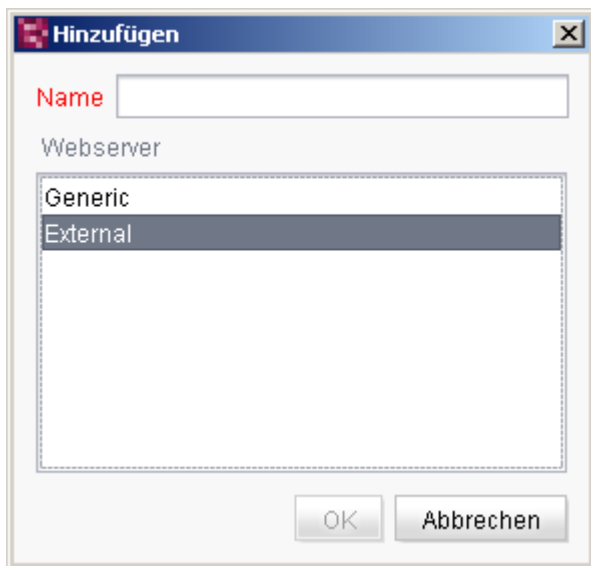 Hinzufügen
Name
Webserver
Generic
External
OK Abbrechen